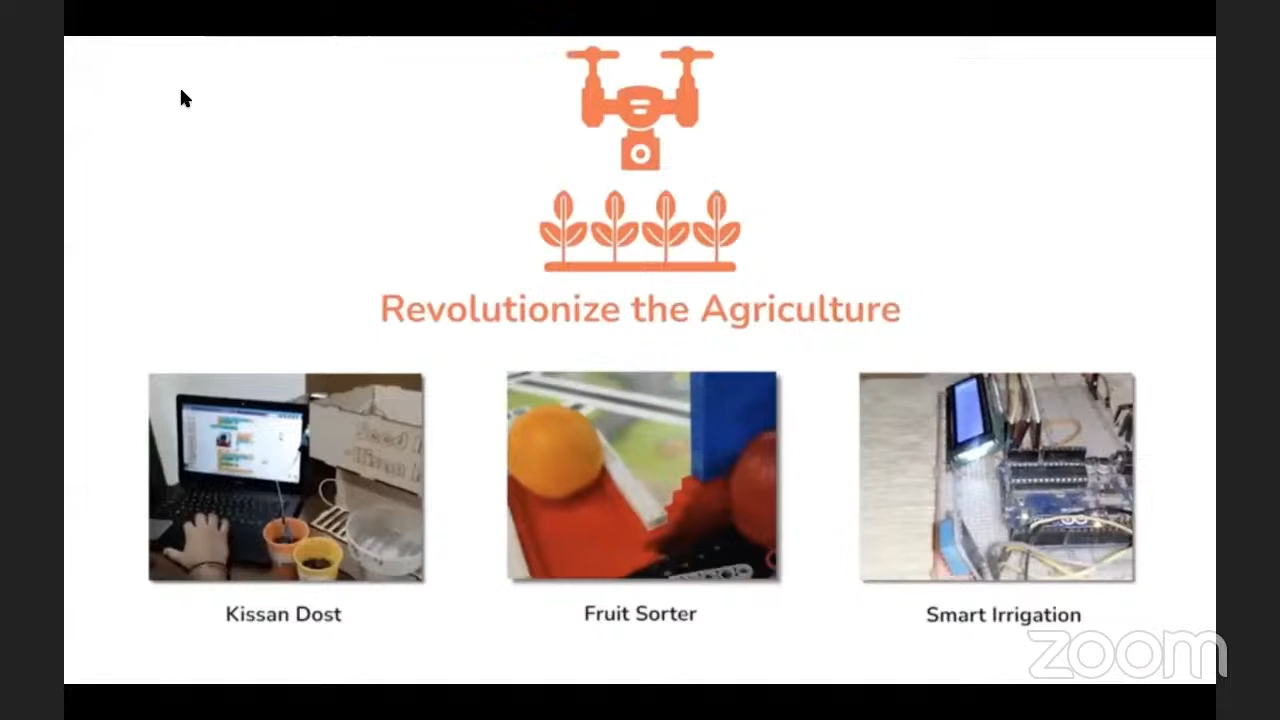 Revolutionize the Agriculture
Kissan Dost
Fruit Sorter
Smart Irrigation
zoom